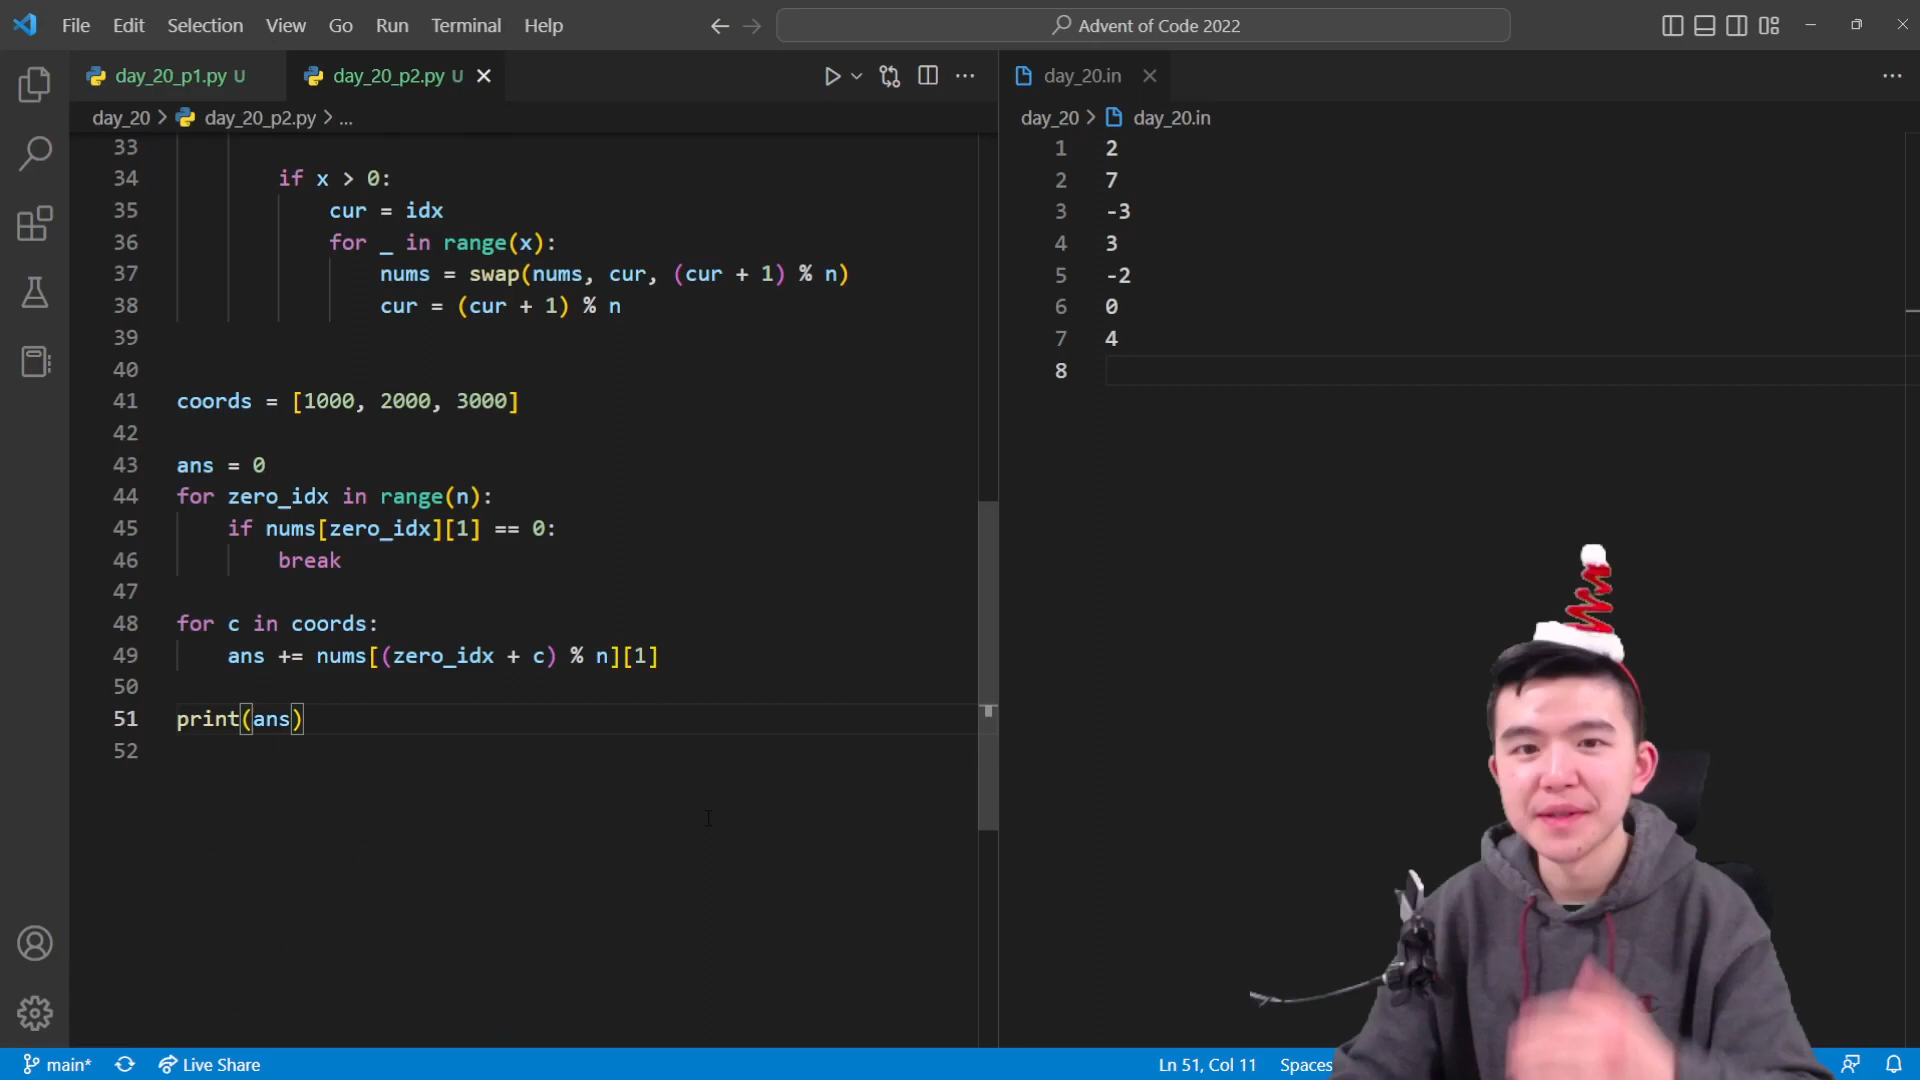 File Edit Selection View Go Run Terminal Help
Advent of Code 2022
day_20_p1.py U
day_20_p2.py U
day_20 > day_20_p2.py > ...
33
34 if x > 0:
35 cur = idx
36 for _ in range(x):
37 nums = swap(nums, cur, (cur + 1) % n)
38 cur = (cur + 1) % n
39
40
41 coords = [1000, 2000, 3000]
42
43 ans = 0
44 for zero_idx in range(n):
45 if nums[zero_idx][1] == 0:
46 break
47
48 for c in coords:
49 ans += nums[(zero_idx + c) % n][1]
50
51 print(ans)
52
day_20.in
day_20 > day_20.in
1 2
2 7
3 -3
4 3
5 -2
6 0
7 4
8
main* Live Share Ln 51, Col 11 Spaces